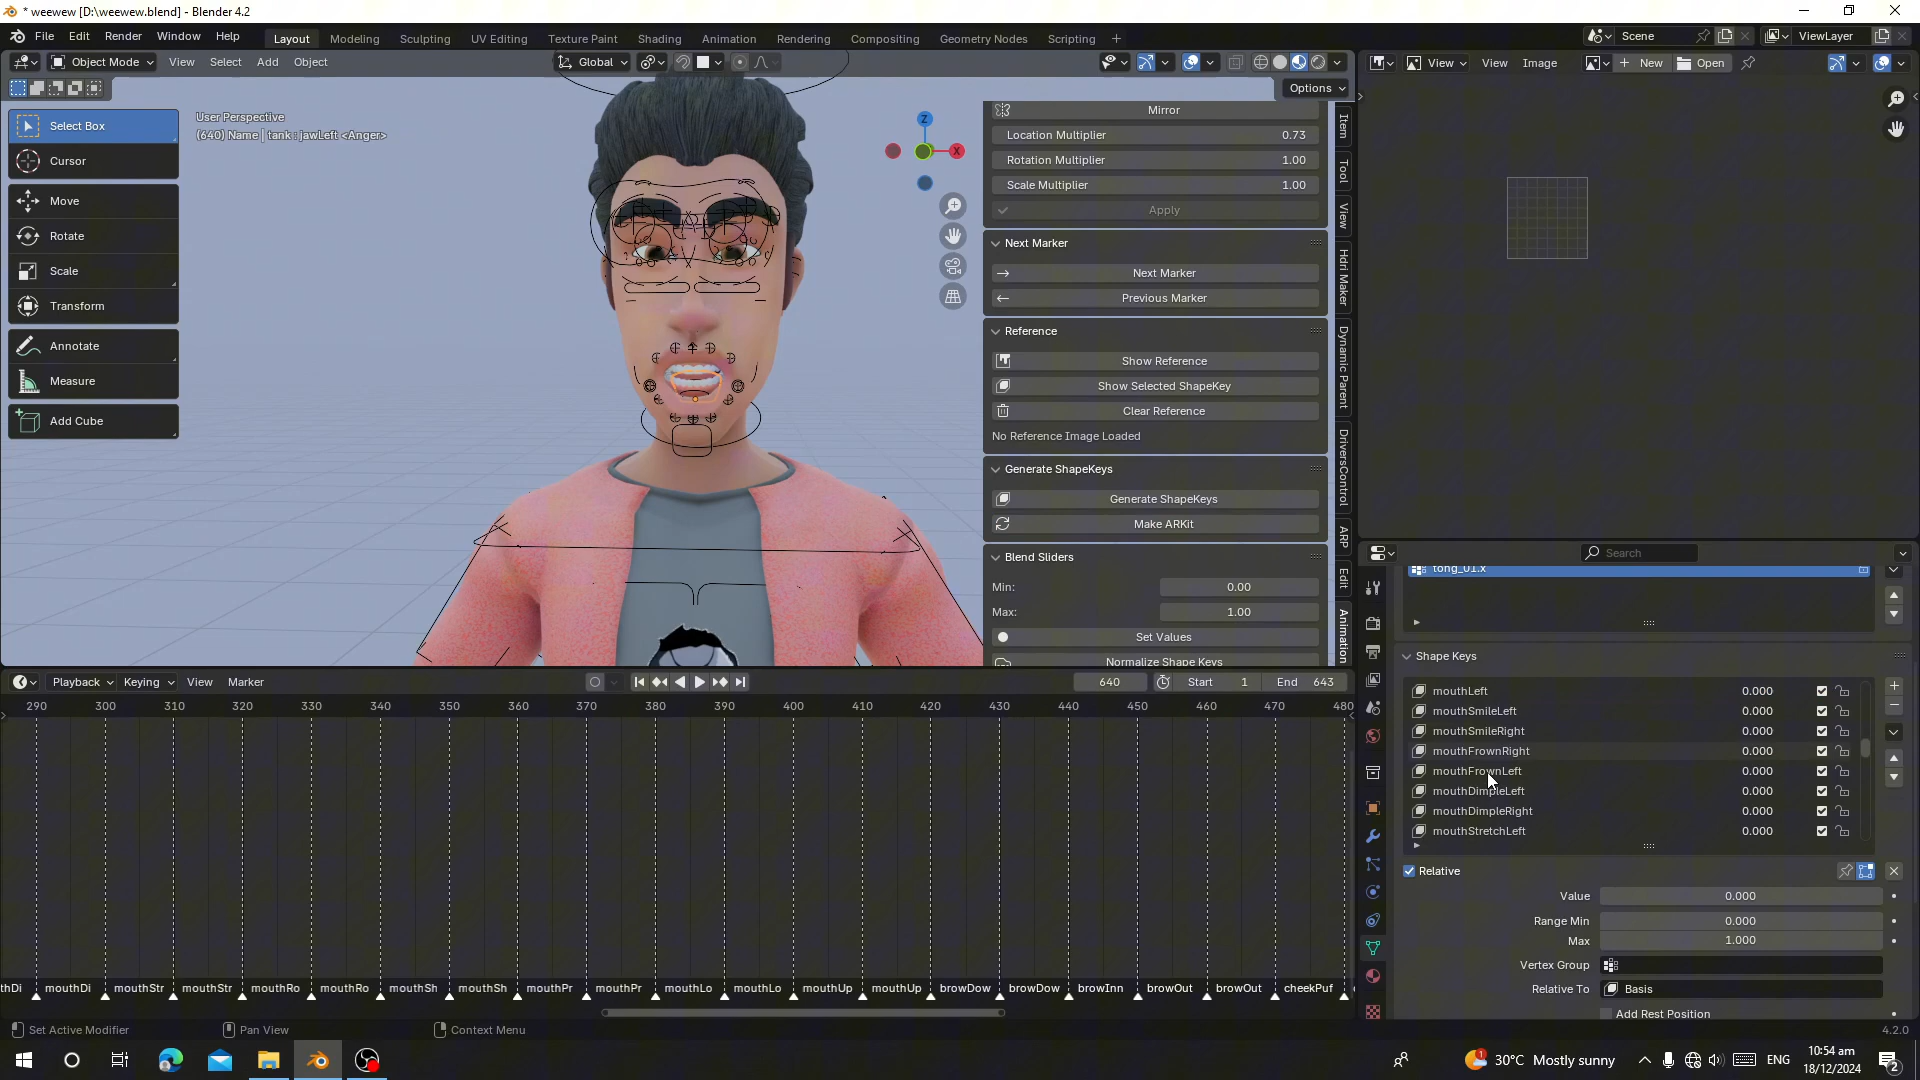 * weewew [D:\weewew.blend] - Blender 4.2
File Edit Render Window Help
Layout Modeling Sculpting UV Editing Texture Paint Shading Animation Rendering Compositing Geometry Nodes Scripting +
Scene
ViewLayer
Object Mode View Select Add Object
Global
View View Image New Open
Options
Select Box
Cursor
Move
Rotate
Scale
Transform
Annotate
Measure
Add Cube
User Perspective
(640) Name | tank : jawLeft <Anger>
Z
X
Mirror
Location Multiplier 0.73
Rotation Multiplier 1.00
Scale Multiplier 1.00
Apply
Next Marker
Next Marker
Previous Marker
Reference
Show Reference
Show Selected ShapeKey
Clear Reference
No Reference Image Loaded
Generate ShapeKeys
Generate ShapeKeys
Make ARKit
Blend Sliders
Min: 0.00
Max: 1.00
Set Values
Normalize Shape Keys
Item
Tool
View
Hdri Maker
Dynamic Parent
DriversControl
ARP
Edit
Animation
Search
tong_01.x
Shape Keys
mouthLeft 0.000
mouthSmileLeft 0.000
mouthSmileRight 0.000
mouthFrownRight 0.000
mouthFrownLeft 0.000
mouthDimpleLeft 0.000
mouthDimpleRight 0.000
mouthStretchLeft 0.000
Relative
Value 0.000
Range Min 0.000
Max 1.000
Vertex Group
Relative To Basis
Add Rest Position
Playback Keying View Marker
640 Start 1 End 643
290 300 310 320 330 340 350 360 370 380 390 400 410 420 430 440 450 460 470 480
thDi mouthDi mouthStr mouthStr mouthRo mouthRo mouthSh mouthSh mouthPr mouthPr mouthLo mouthLo mouthUp mouthUp browDow browDow browInn browOut browOut cheekPuf
Set Active Modifier Pan View Context Menu 4.2.0
30°C Mostly sunny
ENG
10:54 am
18/12/2024
1
2